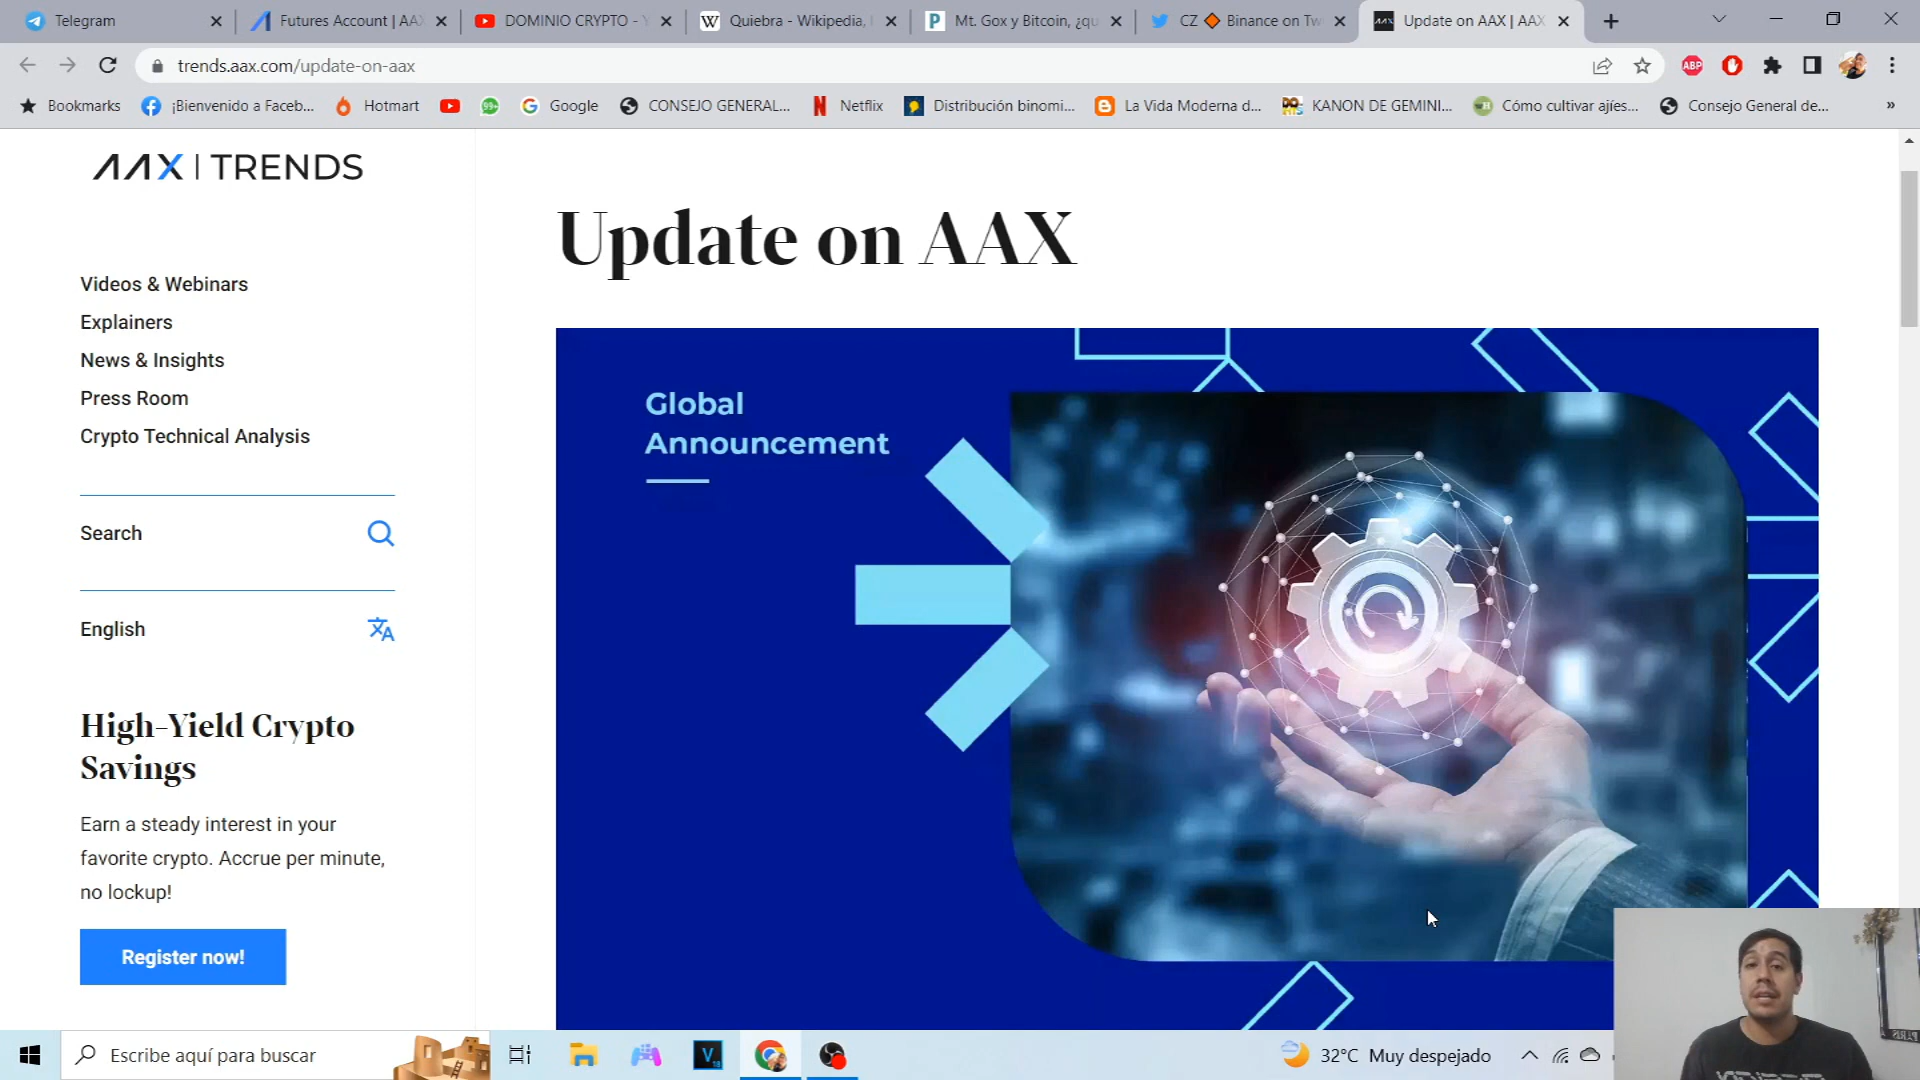 Telegram
Futures Account | AAX
DOMINIO CRYPTO - Y
Quiebra - Wikipedia, l
Mt. Gox y Bitcoin, ¿qu
CZ Binance on Tw
Update on AAX | AAX
trends.aax.com/update-on-aax
ABP
Bookmarks
¡Bienvenido a Faceb...
Hotmart
99+
Google
CONSEJO GENERAL...
Netflix
Distribución binomi...
La Vida Moderna d...
KANON DE GEMINI...
Cómo cultivar ajíes...
Consejo General de...
»
AAX | TRENDS
Videos & Webinars
Explainers
News & Insights
Press Room
Crypto Technical Analysis
Search
English
High-Yield Crypto
Savings
Earn a steady interest in your
favorite crypto. Accrue per minute,
no lockup!
Register now!
Update on AAX
Global
Announcement
Escribe aquí para buscar
32°C Muy despejado